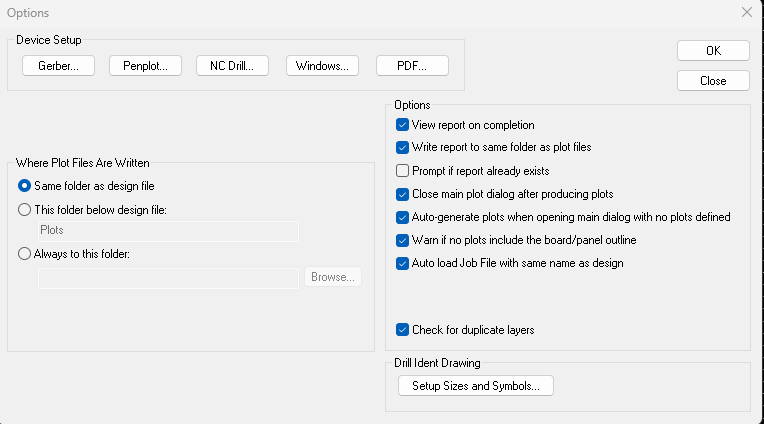 Options
Device Setup
Gerber... Penplot... NC Drill... Windows... PDF...
OK
Close
Where Plot Files Are Written
Same folder as design file
This folder below design file:
Plots
Always to this folder:
Browse...
Options
View report on completion
Write report to same folder as plot files
Prompt if report already exists
Close main plot dialog after producing plots
Auto-generate plots when opening main dialog with no plots defined
Warn if no plots include the board/panel outline
Auto load Job File with same name as design
Check for duplicate layers
Drill Ident Drawing
Setup Sizes and Symbols...